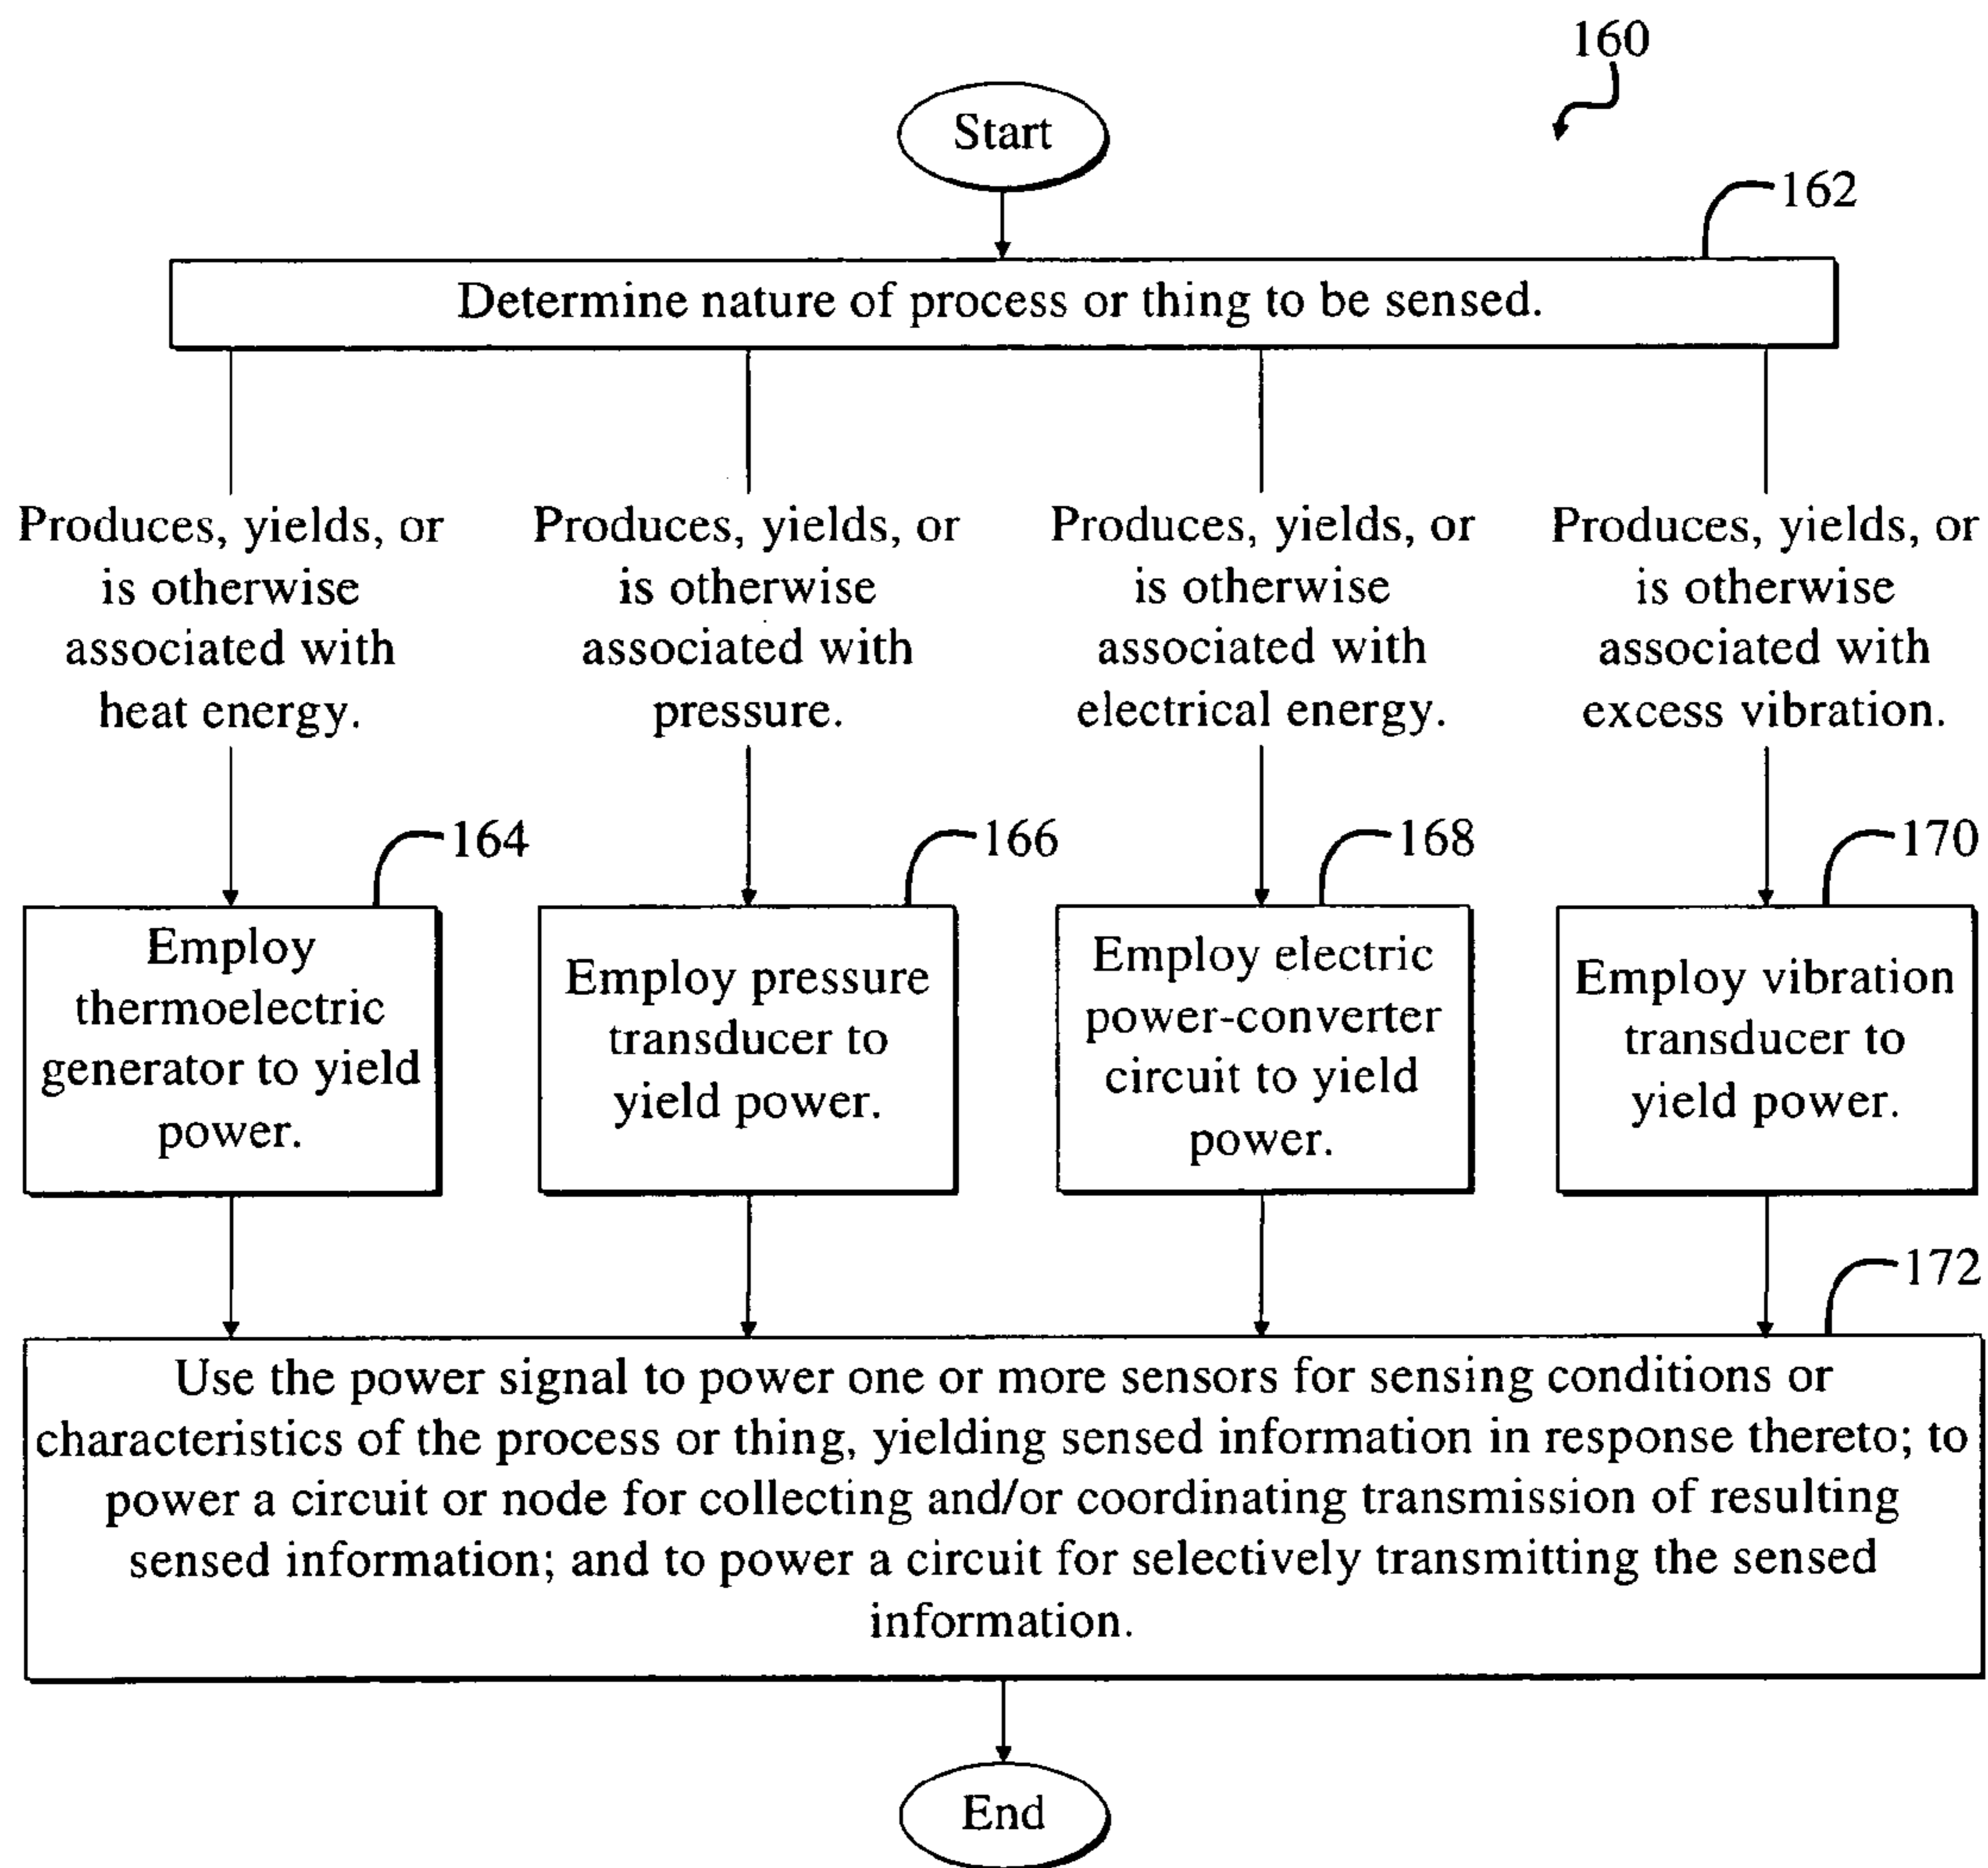 160
Start
162
Determine nature of process or thing to be sensed.
Produces, yields, or
is otherwise
associated with
heat energy.
Produces, yields, or
is otherwise
associated with
pressure.
Produces, yields, or
is otherwise
associated with
electrical energy.
Produces, yields, or
is otherwise
associated with
excess vibration.
164
Employ
thermoelectric
generator to yield
power.
166
Employ pressure
transducer to
yield power.
168
Employ electric
power-converter
circuit to yield
power.
170
Employ vibration
transducer to
yield power.
172
Use the power signal to power one or more sensors for sensing conditions or
characteristics of the process or thing, yielding sensed information in response thereto; to
power a circuit or node for collecting and/or coordinating transmission of resulting
sensed information; and to power a circuit for selectively transmitting the sensed
information.
End